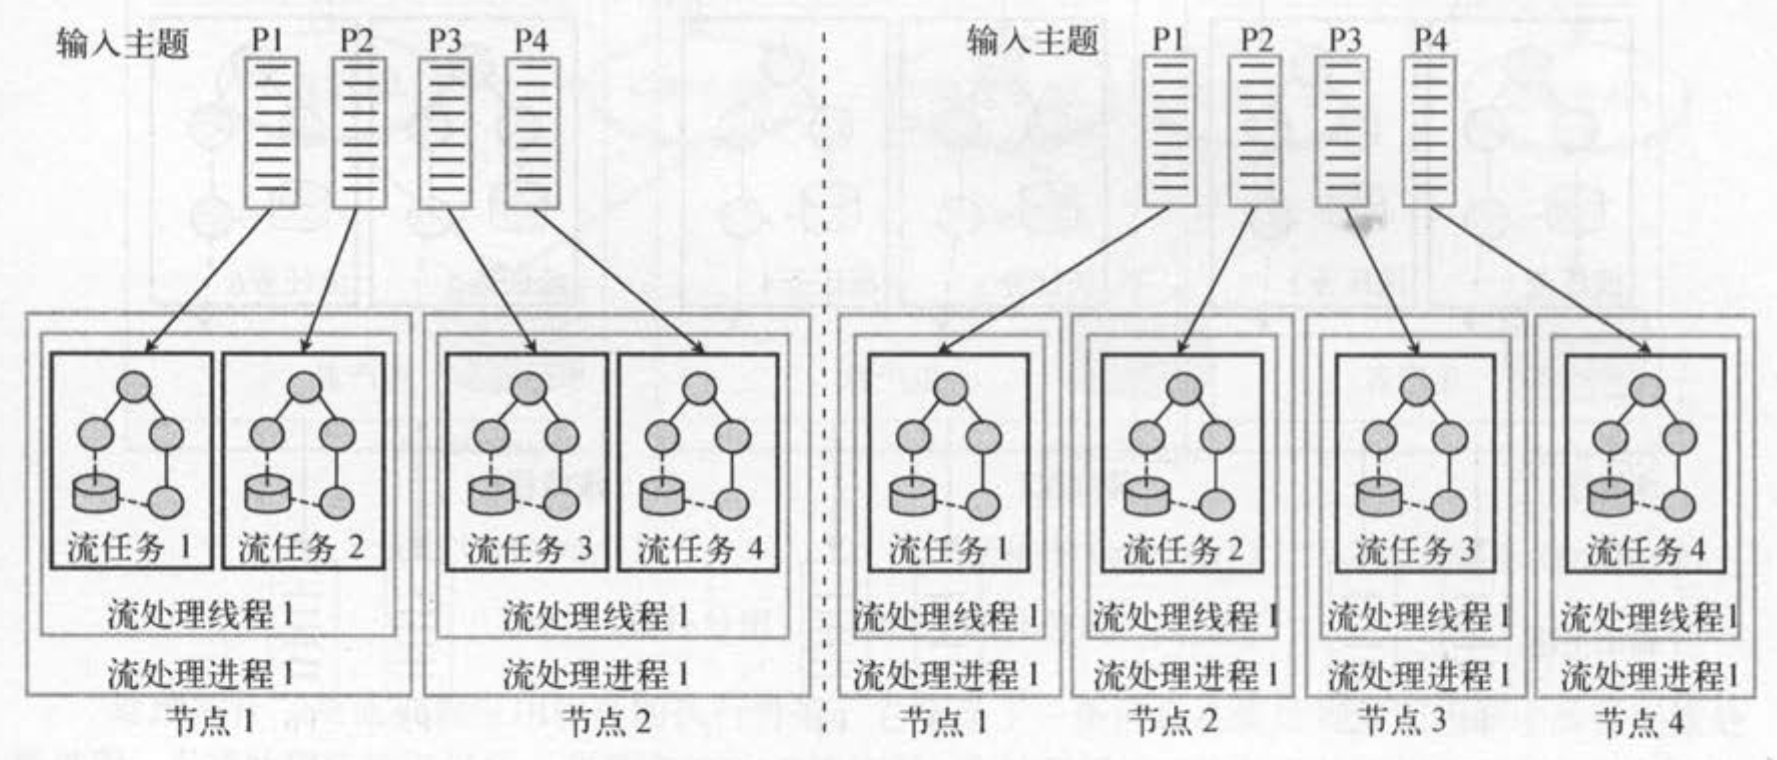 输入主题 P1 P2 P3 P4
输入主题 P1 P2 P3 P4
流任务 1 流任务 2 流任务 3 流任务 4
流任务 1 流任务 2 流任务 3 流任务 4
流处理线程 1 流处理线程 1
流处理线程 1 流处理线程 1 流处理线程 1 流处理线程 1
流处理进程 1 流处理进程 1
流处理进程 1 流处理进程 1 流处理进程 1 流处理进程 1
节点 1 节点 2
节点 1 节点 2 节点 3 节点 4